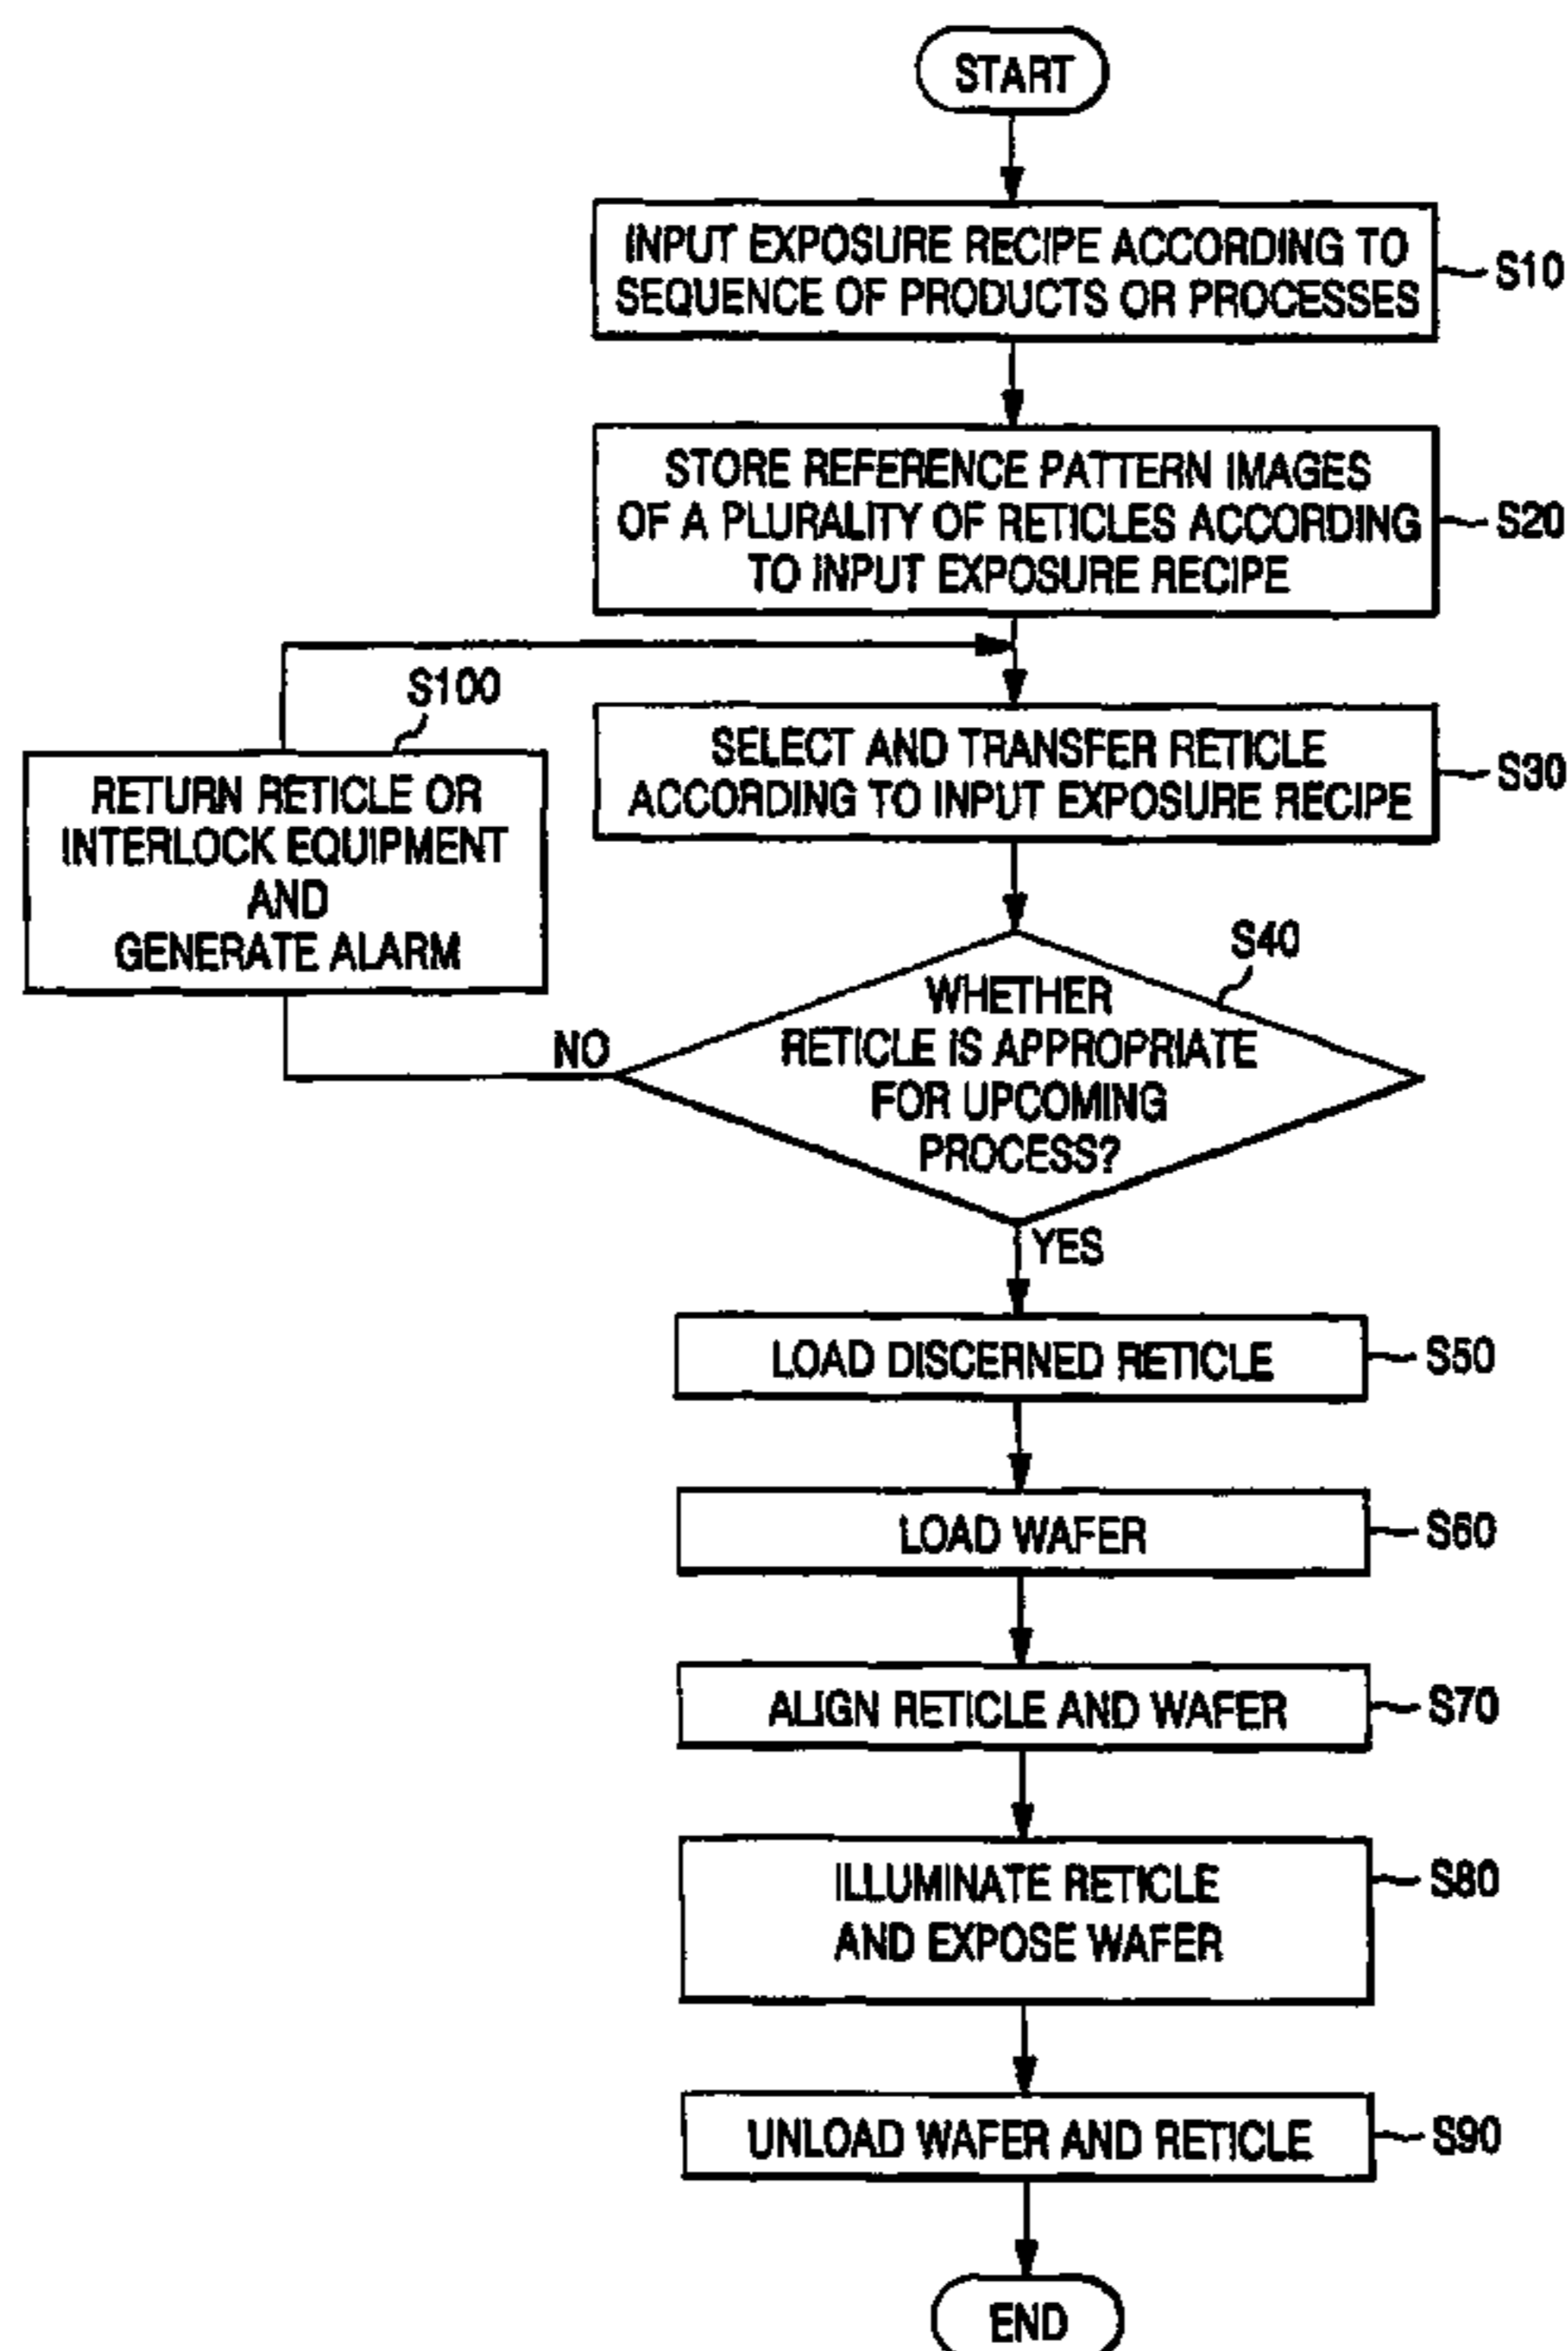 START
INPUT EXPOSURE RECIPE ACCORDING TO
SEQUENCE OF PRODUCTS OR PROCESSES
S10
STORE REFERENCE PATTERN IMAGES
OF A PLURALITY OF RETICLES ACCORDING
TO INPUT EXPOSURE RECIPE
S20
S100
RETURN RETICLE OR
INTERLOCK EQUIPMENT
AND
GENERATE ALARM
SELECT AND TRANSFER RETICLE
ACCORDING TO INPUT EXPOSURE RECIPE
S30
S40
WHETHER
RETICLE IS APPROPRIATE
FOR UPCOMING
PROCESS?
NO
YES
LOAD DISCERNED RETICLE
S50
LOAD WAFER
S60
ALIGN RETICLE AND WAFER
S70
ILLUMINATE RETICLE
AND EXPOSE WAFER
S80
UNLOAD WAFER AND RETICLE
S90
END